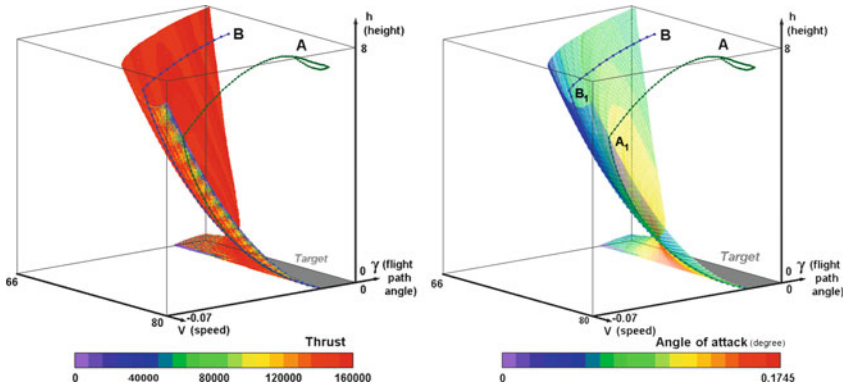 h
(height)
8
B
A
Target
0
0
γ (flight
path
angle)
66
80
-0.07
V (speed)
Thrust
0 40000 80000 120000 160000
h
(height)
8
B
A
B1
A1
Target
0
0
γ (flight
path
angle)
66
80
-0.07
V (speed)
Angle of attack (degree)
0 0.1745